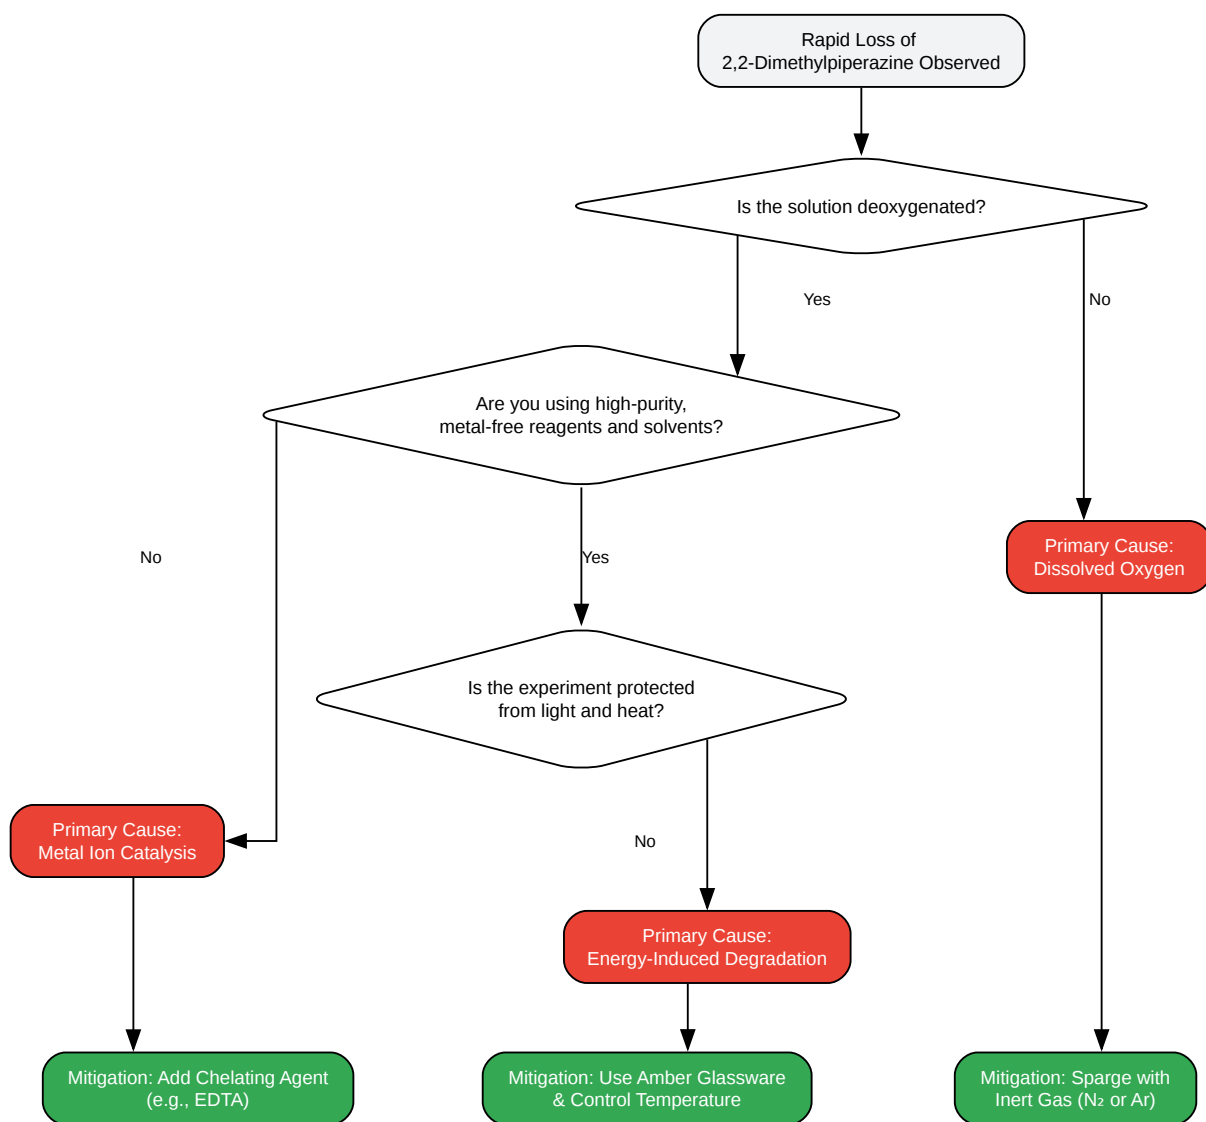 Rapid Loss of
2,2-Dimethylpiperazine Observed
Is the solution deoxygenated?
Yes
No
Are you using high-purity,
metal-free reagents and solvents?
No
Yes
Primary Cause:
Dissolved Oxygen
Is the experiment protected
from light and heat?
Primary Cause:
Metal Ion Catalysis
No
Primary Cause:
Energy-Induced Degradation
Mitigation: Add Chelating Agent
(e.g., EDTA)
Mitigation: Use Amber Glassware
& Control Temperature
Mitigation: Sparge with
Inert Gas (N₂ or Ar)